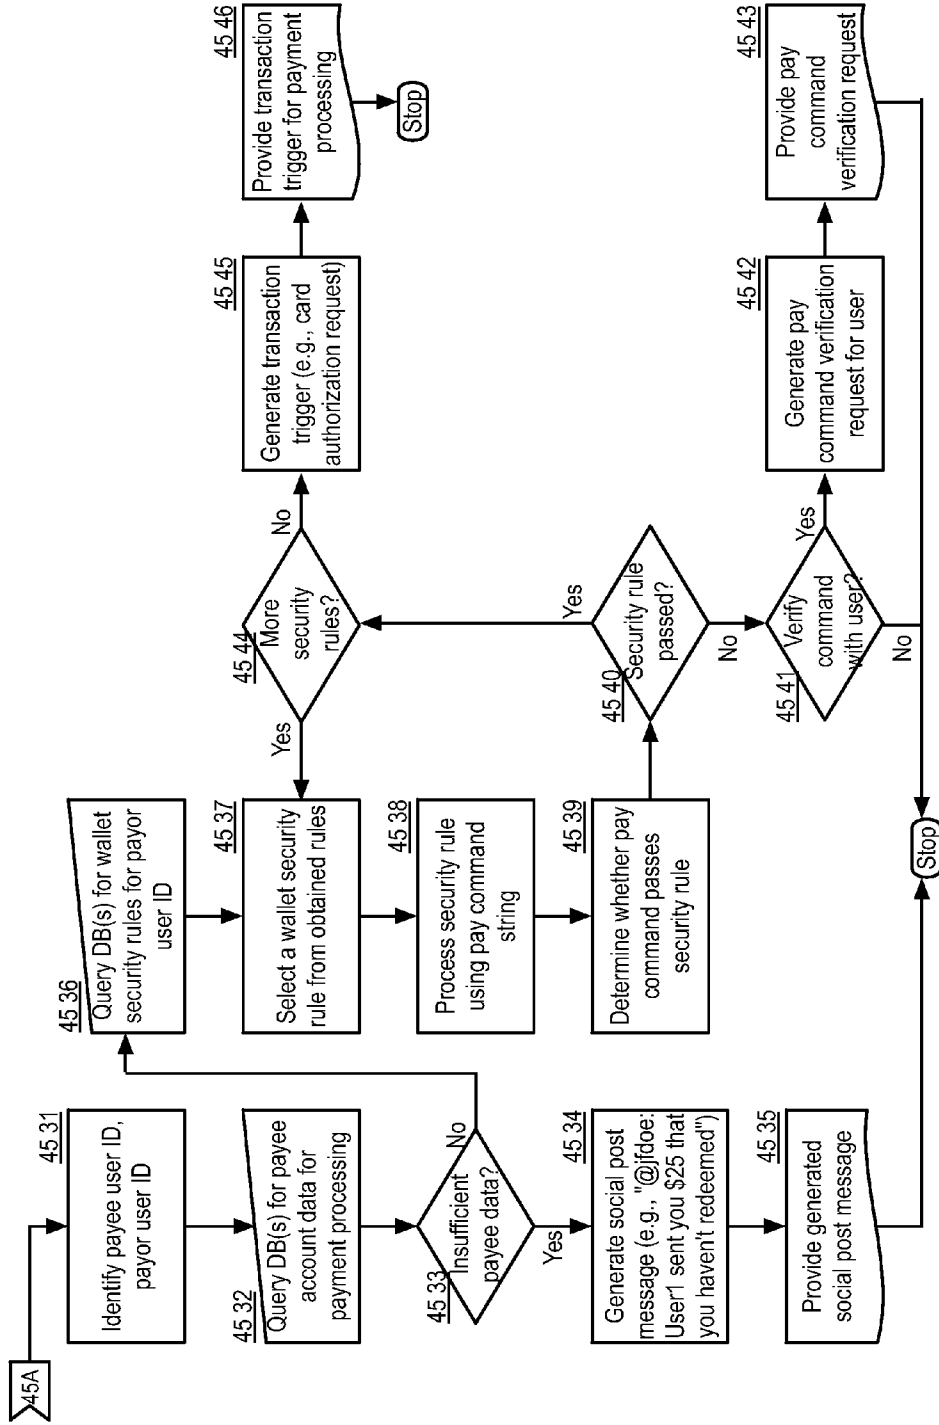 45A
45 31
Identify payee user ID,
payor user ID
45 32
Query DB(s) for payee
account data for
payment processing
45 33
Insufficient
payee data?
No
Yes
45 34
Generate social post
message (e.g., "@jfdoe:
User1 sent you $25 that
you haven't redeemed")
45 35
Provide generated
social post message
45 36
Query DB(s) for wallet
security rules for payor
user ID
45 37
Select a wallet security
rule from obtained rules
45 38
Process security rule
using pay command
string
45 39
Determine whether pay
command passes
security rule
45 40
Security rule
passed?
Yes
No
45 41
Verify
command
with user?
Yes
No
45 42
Generate pay
command verification
request for user
45 43
Provide pay
command
verification request
Stop
45 44
More
security
rules?
Yes
No
45 45
Generate transaction
trigger (e.g., card
authorization request)
45 46
Provide transaction
trigger for payment
processing
Stop